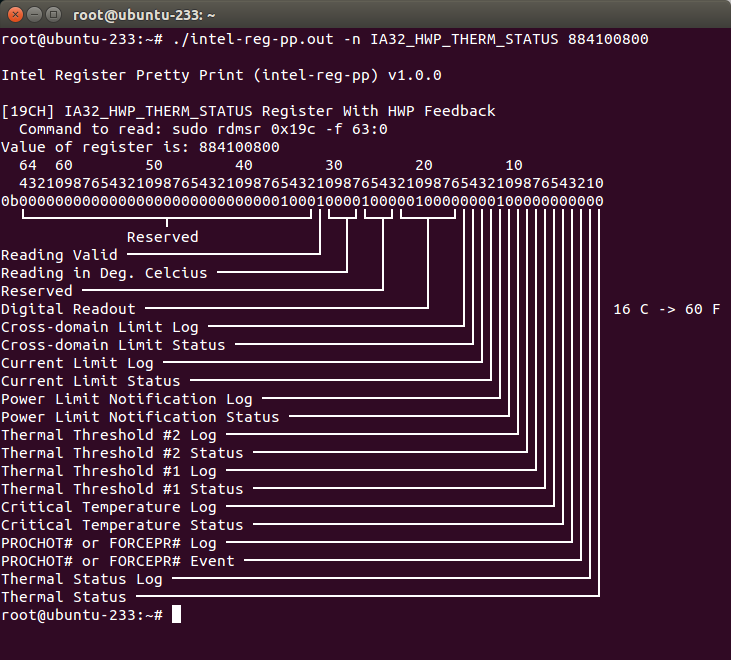 root@ubuntu-233: ~
root@ubuntu-233:~# ./intel-reg-pp.out -n IA32_HWP_THERM_STATUS 884100800
Intel Register Pretty Print (intel-reg-pp) v1.0.0
[19CH] IA32_HWP_THERM_STATUS Register With HWP Feedback
Command to read: sudo rdmsr 0x19c -f 63:0
Value of register is: 884100800
64  60        50        40        30        20        10
43210987654321098765432109876543210987654321098765432109876543210
0b00000000000000000000000000000100010000100000100000000100000000000
Reserved
Reading Valid
Reading in Deg. Celcius
Reserved
Digital Readout 16 C -> 60 F
Cross-domain Limit Log
Cross-domain Limit Status
Current Limit Log
Current Limit Status
Power Limit Notification Log
Power Limit Notification Status
Thermal Threshold #2 Log
Thermal Threshold #2 Status
Thermal Threshold #1 Log
Thermal Threshold #1 Status
Critical Temperature Log
Critical Temperature Status
PROCHOT# or FORCEPR# Log
PROCHOT# or FORCEPR# Event
Thermal Status Log
Thermal Status
root@ubuntu-233:~#